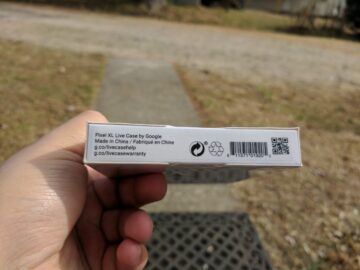 Pixel XL Live Case by Google
Made in China / Fabriqué en Chine
g.co/livecasehelp
g.co/livecasewarranty